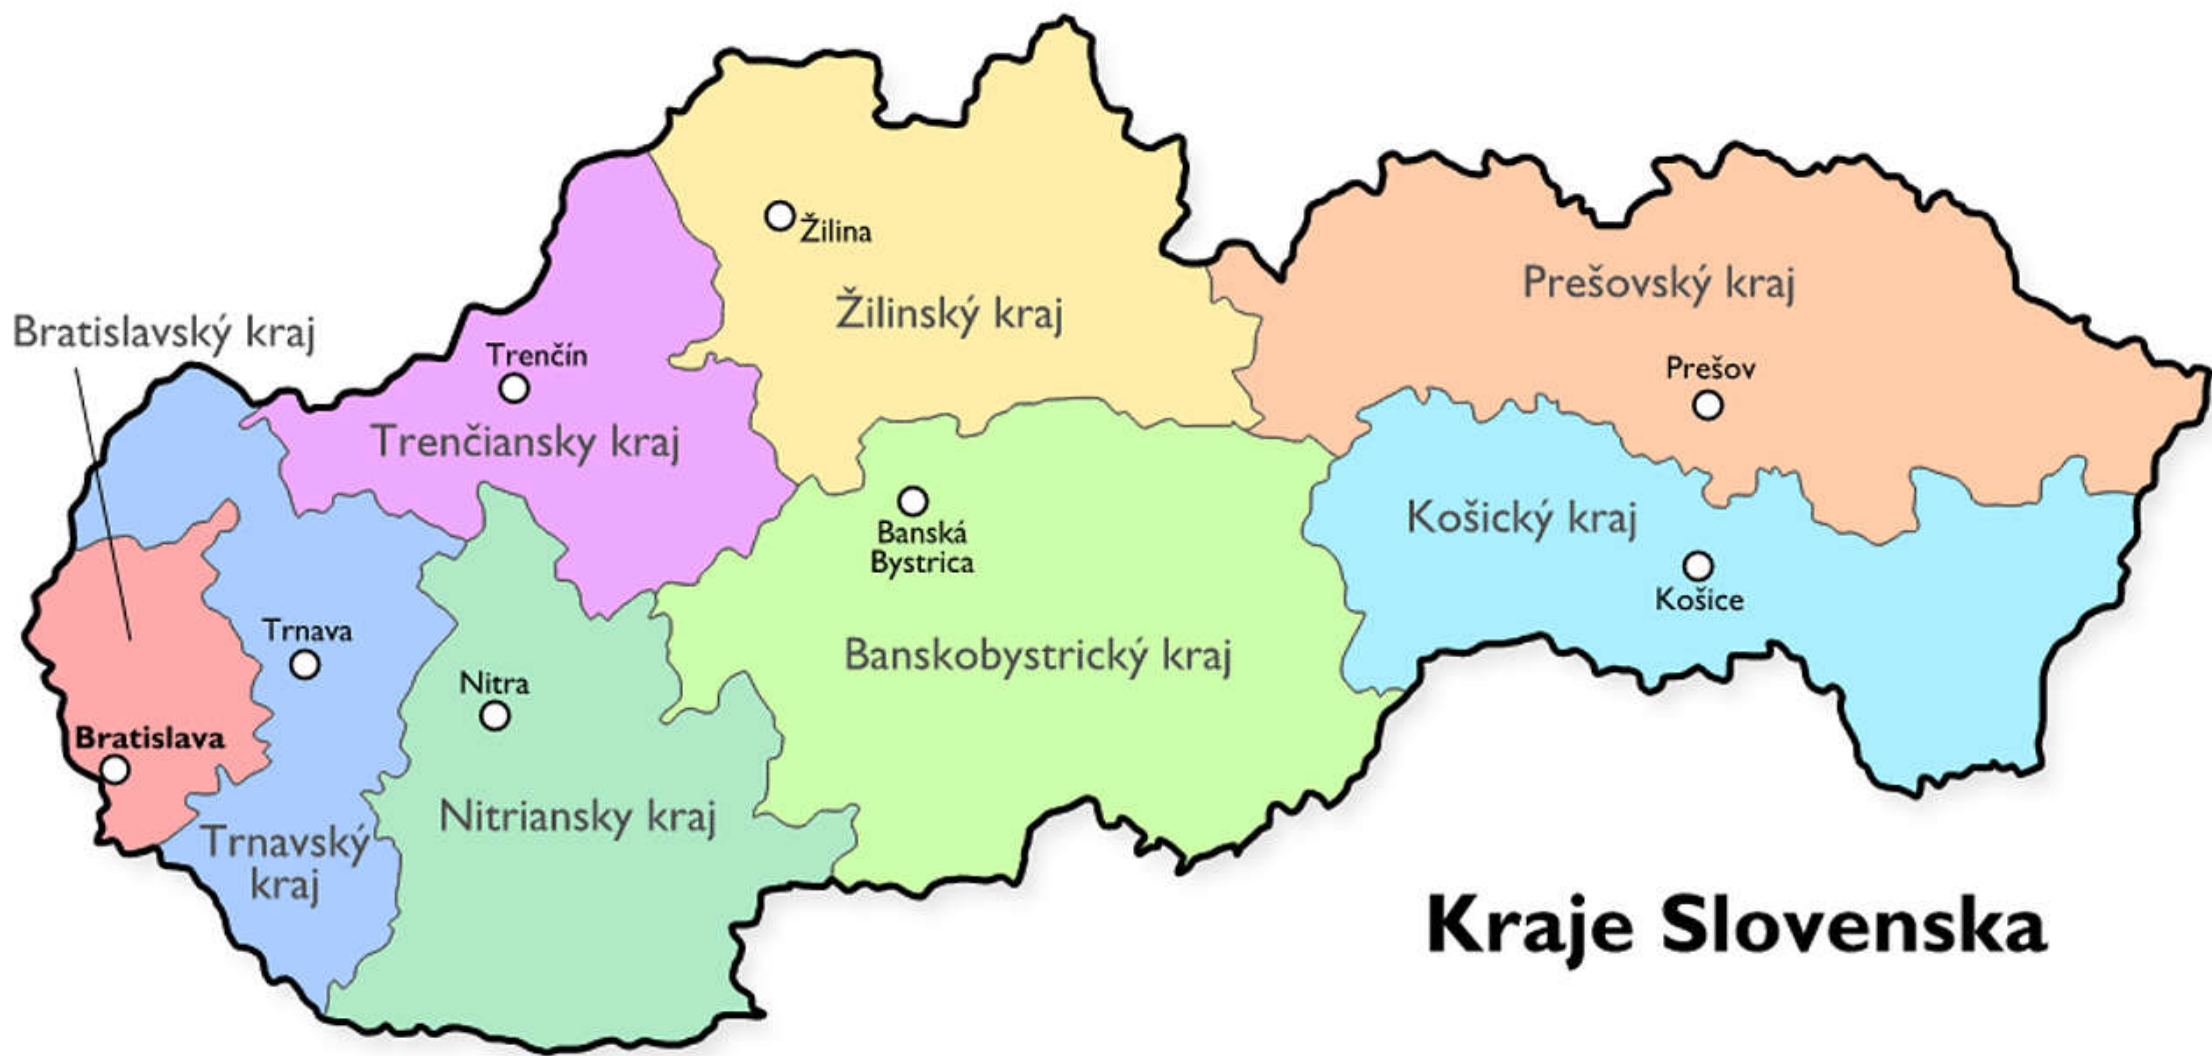 Žilina
Prešovský kraj
Žilinský kraj
Bratislavský kraj
Trenčín
Prešov
Trenčiansky kraj
Banská
Bystrica
Košický kraj
Košice
Trnava
Banskobystrický kraj
Nitra
Bratislava
Nitriansky kraj
Trnavský
kraj
Kraje Slovenska